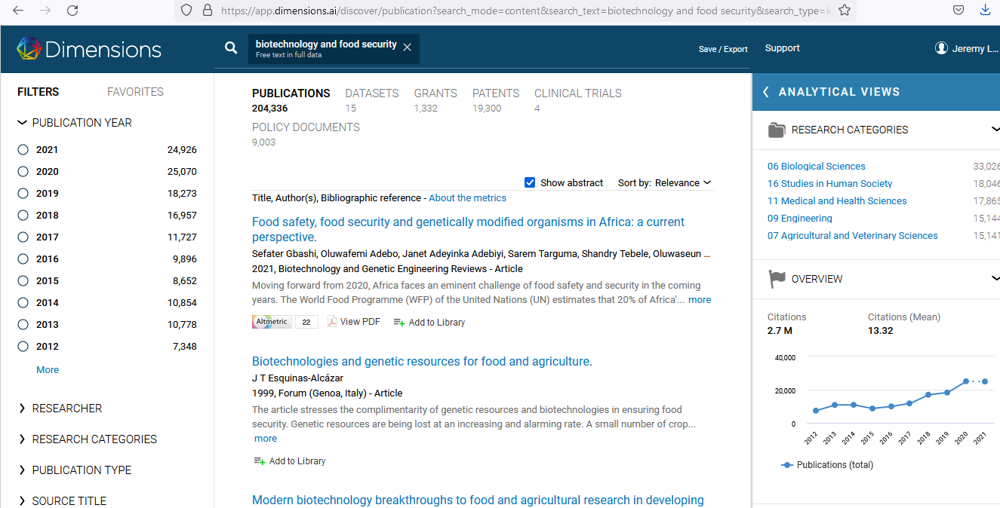 https://app.dimensions.ai/discover/publication?search_mode=content&search_text=biotechnology and food security&search_type=k
Dimensions
biotechnology and food security
Free text in full data
Save / Export
Support
Jeremy L...
FILTERS
FAVORITES
PUBLICATION YEAR
2021 24,926
2020 25,070
2019 18,273
2018 16,957
2017 11,727
2016 9,896
2015 8,652
2014 10,854
2013 10,778
2012 7,348
More
RESEARCHER
RESEARCH CATEGORIES
PUBLICATION TYPE
SOURCE TITLE
PUBLICATIONS DATASETS GRANTS PATENTS CLINICAL TRIALS
204,336 15 1,332 19,300 4
POLICY DOCUMENTS
9,003
Show abstract Sort by: Relevance
Title, Author(s), Bibliographic reference - About the metrics
Food safety, food security and genetically modified organisms in Africa: a current
perspective.
Sefater Gbashi, Oluwafemi Adebo, Janet Adeyinka Adebiyi, Sarem Targuma, Shandry Tebele, Oluwaseun ...
2021, Biotechnology and Genetic Engineering Reviews - Article
Moving forward from 2020, Africa faces an eminent challenge of food safety and security in the coming
years. The World Food Programme (WFP) of the United Nations (UN) estimates that 20% of Africa'... more
Altmetric 22 View PDF Add to Library
Biotechnologies and genetic resources for food and agriculture.
J T Esquinas-Alcázar
1999, Forum (Genoa, Italy) - Article
The article stresses the complimentarity of genetic resources and biotechnologies in ensuring food
security. Genetic resources are being lost at an increasing and alarming rate. A small number of crop...
more
Add to Library
Modern biotechnology breakthroughs to food and agricultural research in developing
ANALYTICAL VIEWS
RESEARCH CATEGORIES
06 Biological Sciences 33,026
16 Studies in Human Society 18,046
11 Medical and Health Sciences 17,865
09 Engineering 15,144
07 Agricultural and Veterinary Sciences 15,141
OVERVIEW
Citations Citations (Mean)
2.7 M 13.32
40,000
20,000
0
2012 2013 2014 2015 2016 2017 2018 2019 2020 2021
Publications (total)